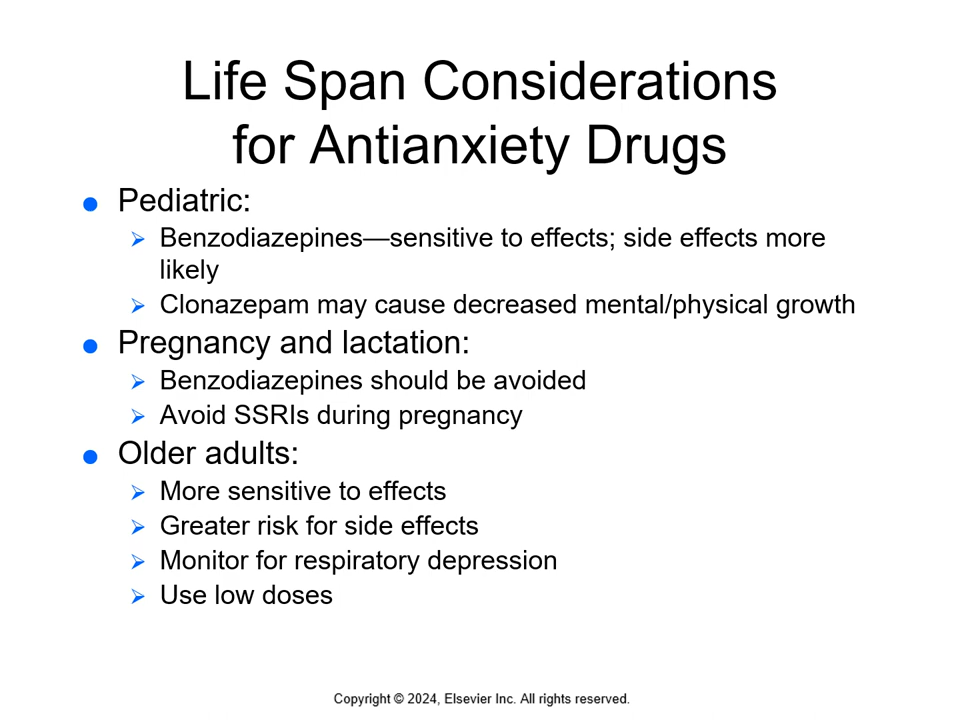 Life Span Considerations
for Antianxiety Drugs
● Pediatric:
➢ Benzodiazepines—sensitive to effects; side effects more
likely
➢ Clonazepam may cause decreased mental/physical growth
● Pregnancy and lactation:
➢ Benzodiazepines should be avoided
➢ Avoid SSRIs during pregnancy
● Older adults:
➢ More sensitive to effects
➢ Greater risk for side effects
➢ Monitor for respiratory depression
➢ Use low doses
Copyright © 2024, Elsevier Inc. All rights reserved.